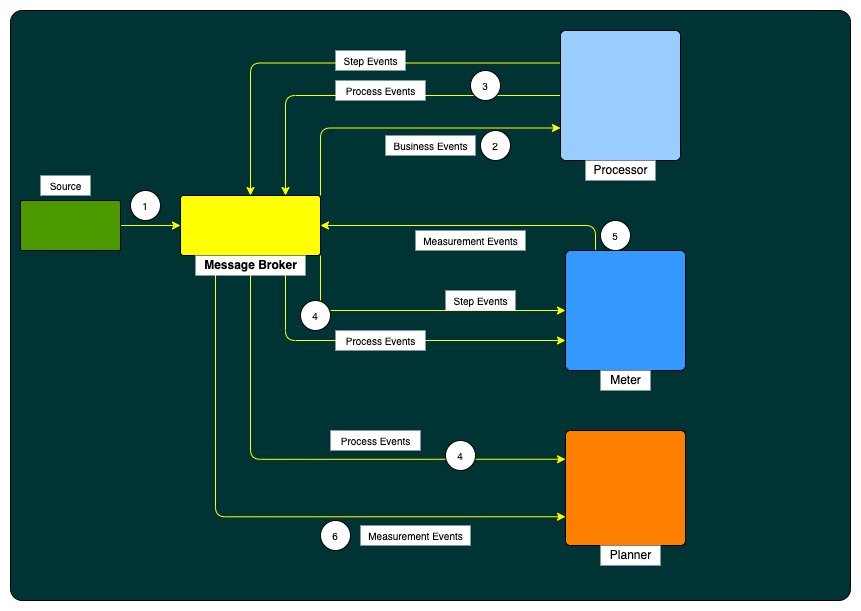 Step Events
Process Events
3
Business Events
2
Processor
Source
1
Message Broker
Measurement Events
5
Step Events
4
Process Events
Meter
Process Events
4
6
Measurement Events
Planner